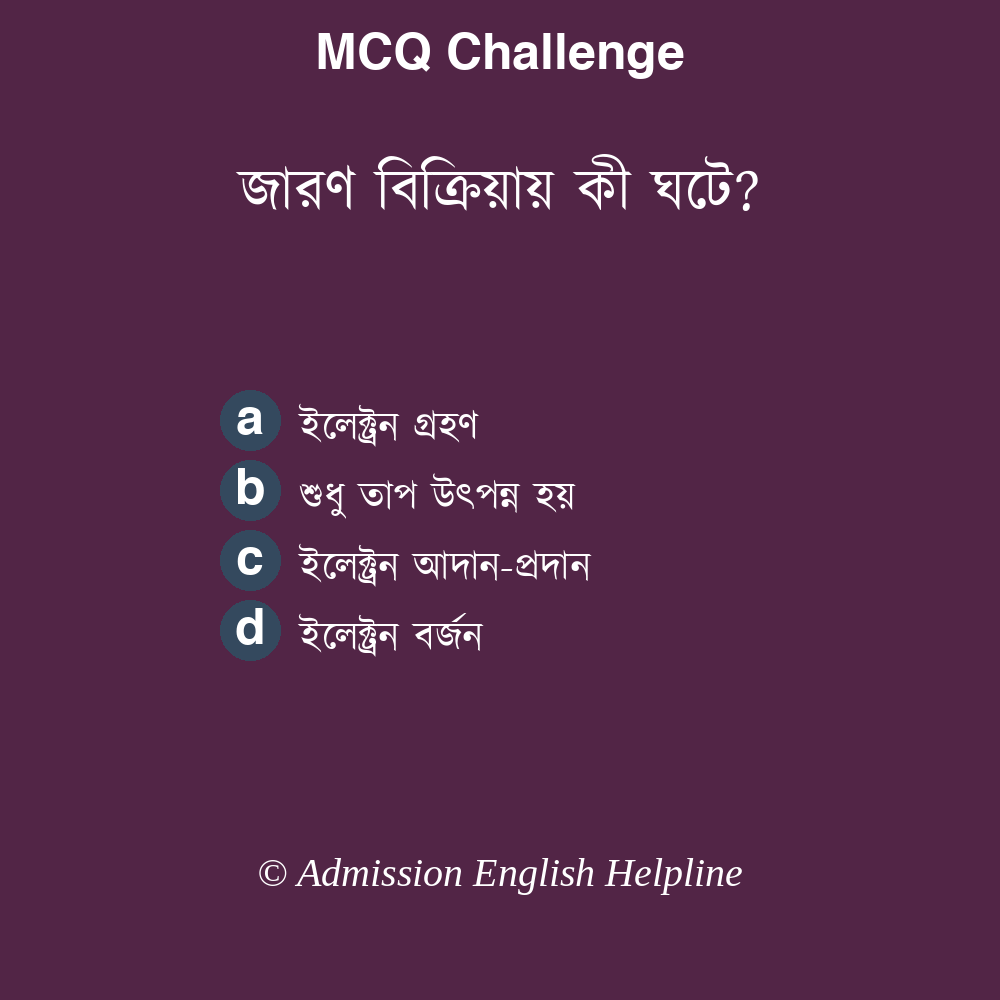 MCQ Challenge
জারণ বিক্রিয়ায় কী ঘটে?
a ইলেক্ট্রন গ্রহণ
b শুধু তাপ উৎপন্ন হয়
c ইলেক্ট্রন আদান-প্রদান
d ইলেক্ট্রন বর্জন
© Admission English Helpline